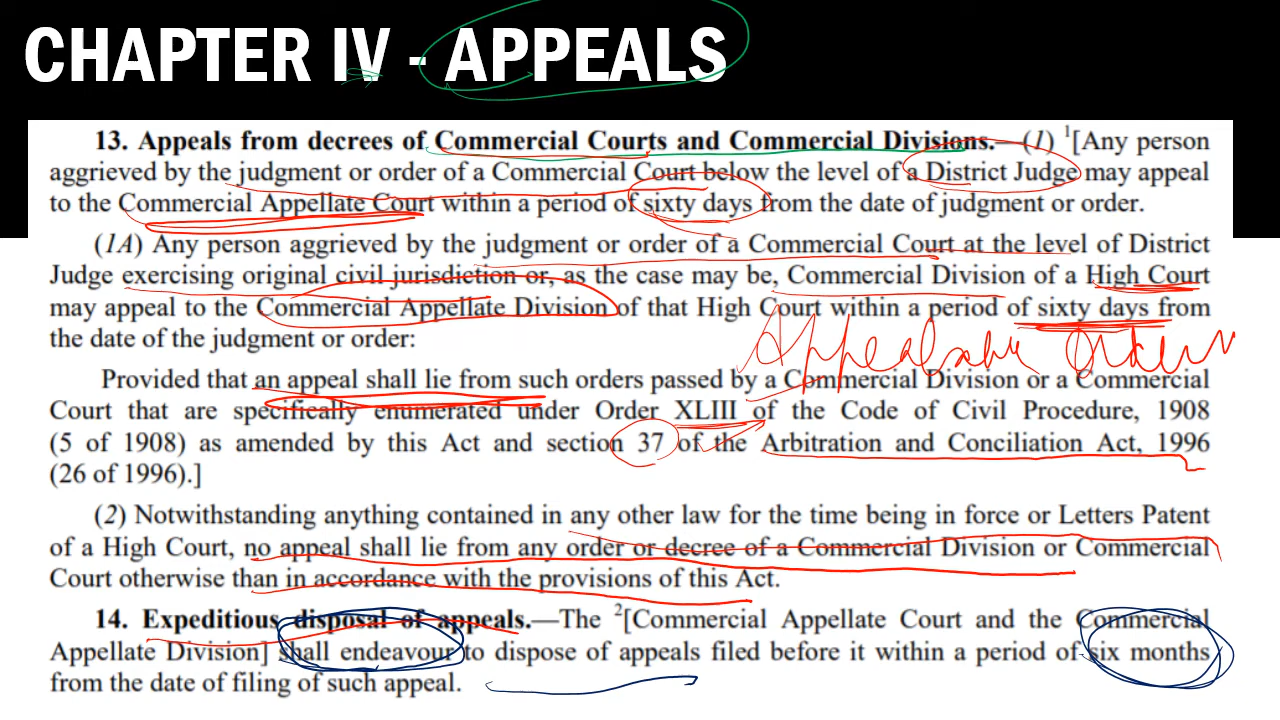 CHAPTER IV - APPEALS
13. Appeals from decrees of Commercial Courts and Commercial Divisions.—(1) 1[Any person
aggrieved by the judgment or order of a Commercial Court below the level of a District Judge may appeal
to the Commercial Appellate Court within a period of sixty days from the date of judgment or order.
(1A) Any person aggrieved by the judgment or order of a Commercial Court at the level of District
Judge exercising original civil jurisdiction or, as the case may be, Commercial Division of a High Court
may appeal to the Commercial Appellate Division of that High Court within a period of sixty days from
the date of the judgment or order:
Appealable orders
Provided that an appeal shall lie from such orders passed by a Commercial Division or a Commercial
Court that are specifically enumerated under Order XLIII of the Code of Civil Procedure, 1908
(5 of 1908) as amended by this Act and section 37 of the Arbitration and Conciliation Act, 1996
(26 of 1996).]
(2) Notwithstanding anything contained in any other law for the time being in force or Letters Patent
of a High Court, no appeal shall lie from any order or decree of a Commercial Division or Commercial
Court otherwise than in accordance with the provisions of this Act.
14. Expeditious disposal of appeals.—The 2[Commercial Appellate Court and the Commercial
Appellate Division] shall endeavour to dispose of appeals filed before it within a period of six months
from the date of filing of such appeal.